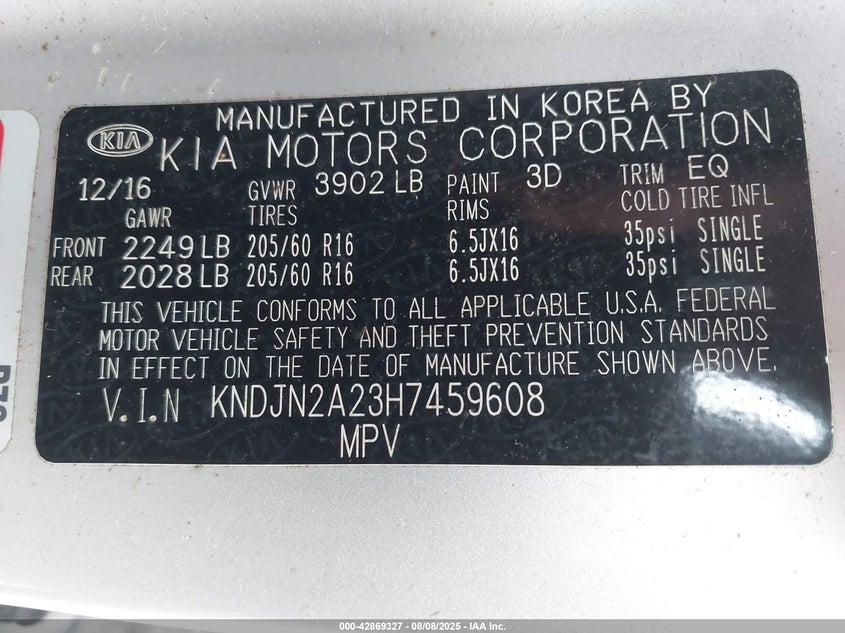 MANUFACTURED IN KOREA BY
KIA KIA MOTORS CORPORATION
12/16 GVWR 3902 LB PAINT 3D TRIM EQ
GAWR TIRES RIMS COLD TIRE INFL
FRONT 2249 LB 205/60 R16 6.5JX16 35psi SINGLE
REAR 2028 LB 205/60 R16 6.5JX16 35psi SINGLE
THIS VEHICLE CONFORMS TO ALL APPLICABLE U.S.A. FEDERAL
MOTOR VEHICLE SAFETY AND THEFT PREVENTION STANDARDS
IN EFFECT ON THE DATE OF MANUFACTURE SHOWN ABOVE.
V.I.N KNDJN2A23H7459608
MPV
000-42869327 - 08/08/2025 - IAA Inc.